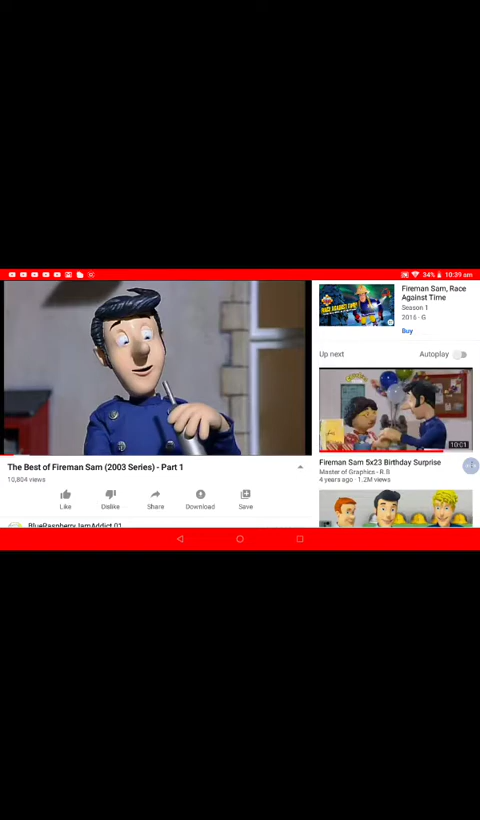 34% 10:39 am
Fireman Sam, Race
Against Time
Season 1
2016 · G
Buy
Up next
Autoplay
10:01
The Best of Fireman Sam (2003 Series) - Part 1
10,804 views
Like
Dislike
Share
Download
Save
Fireman Sam 5x23 Birthday Surprise
Master of Graphics - R.B
4 years ago · 1.2M views
BlueRaspberryJamAddict 01